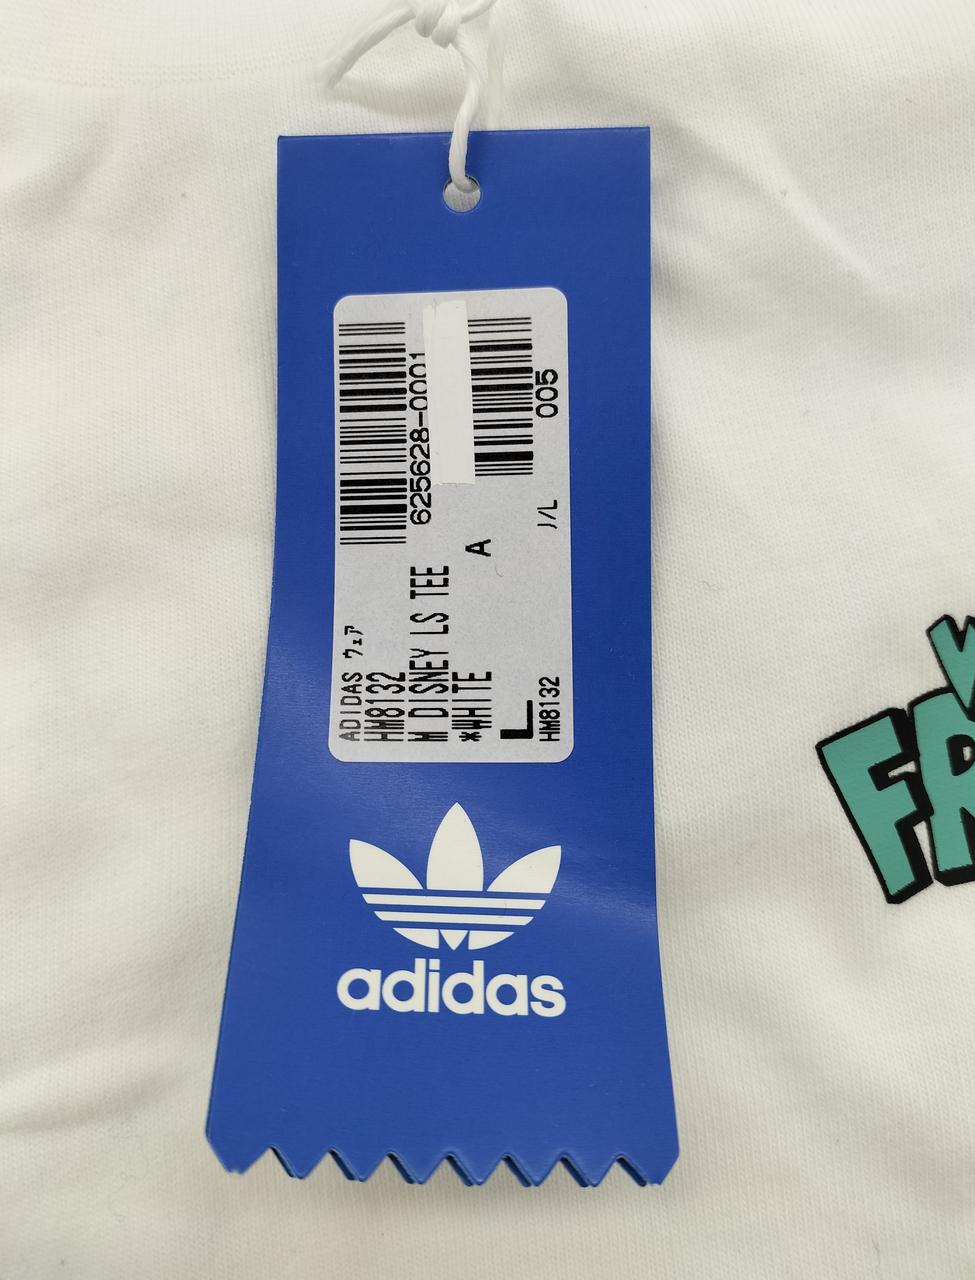 625628-0001
005
J/L
A
ADIDAS ウェア
HM8132
M DISNEY LS TEE
*WHITE
L
HM8132
adidas